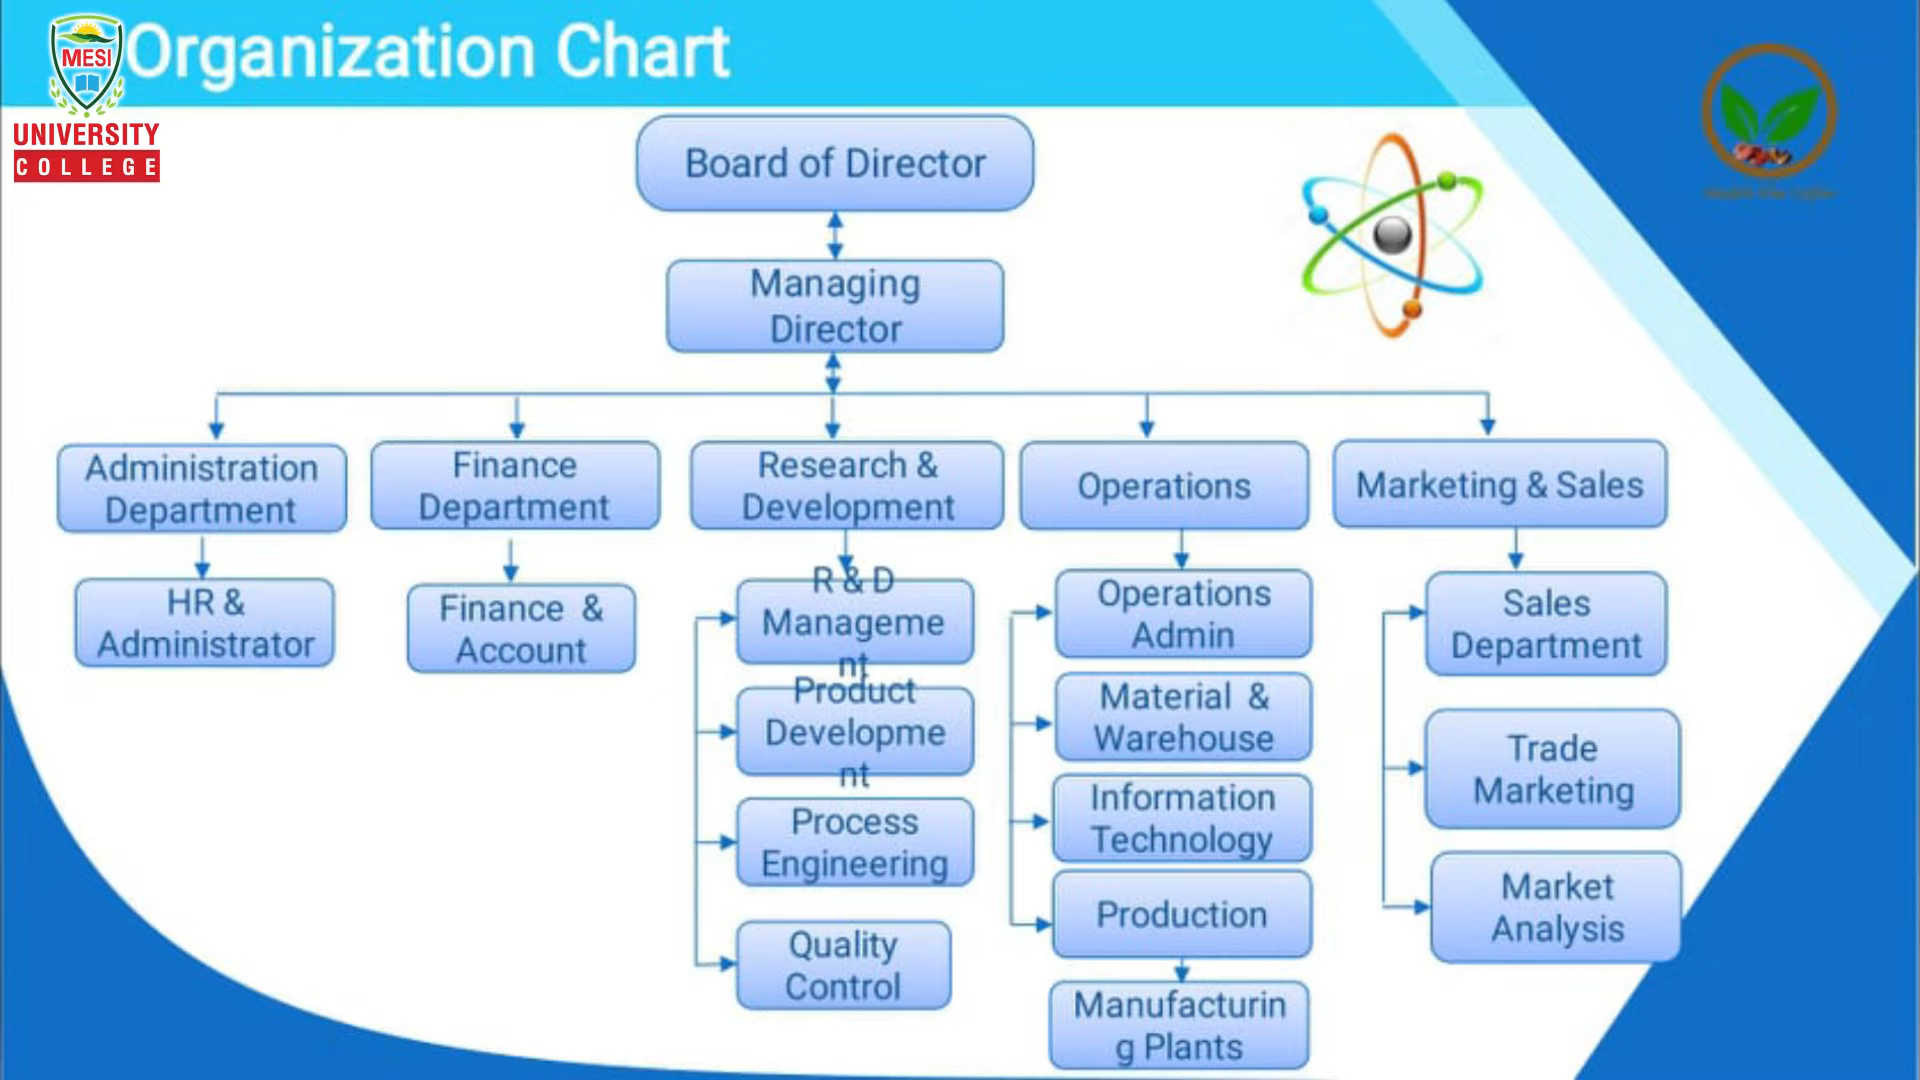 Organization Chart
MESI
UNIVERSITY
COLLEGE
Board of Director
Managing
Director
Administration
Department
Finance
Department
Research &
Development
Operations
Marketing & Sales
HR &
Administrator
Finance &
Account
R & D
Manageme
nt
Product
Developme
nt
Process
Engineering
Quality
Control
Operations
Admin
Material &
Warehouse
Information
Technology
Production
Manufacturin
g Plants
Sales
Department
Trade
Marketing
Market
Analysis